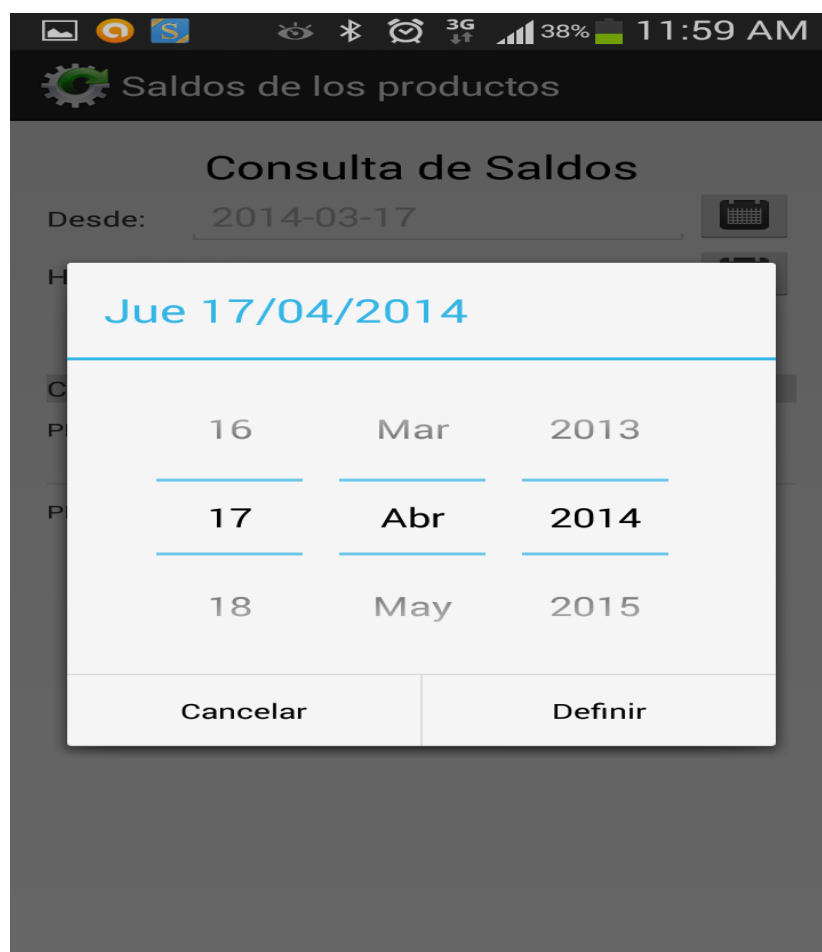 3G 38% 11:59 AM
Saldos de los productos
Consulta de Saldos
Desde: 2014-03-17
H
Jue 17/04/2014
C
P
16 Mar 2013
17 Abr 2014
P
18 May 2015
Cancelar Definir